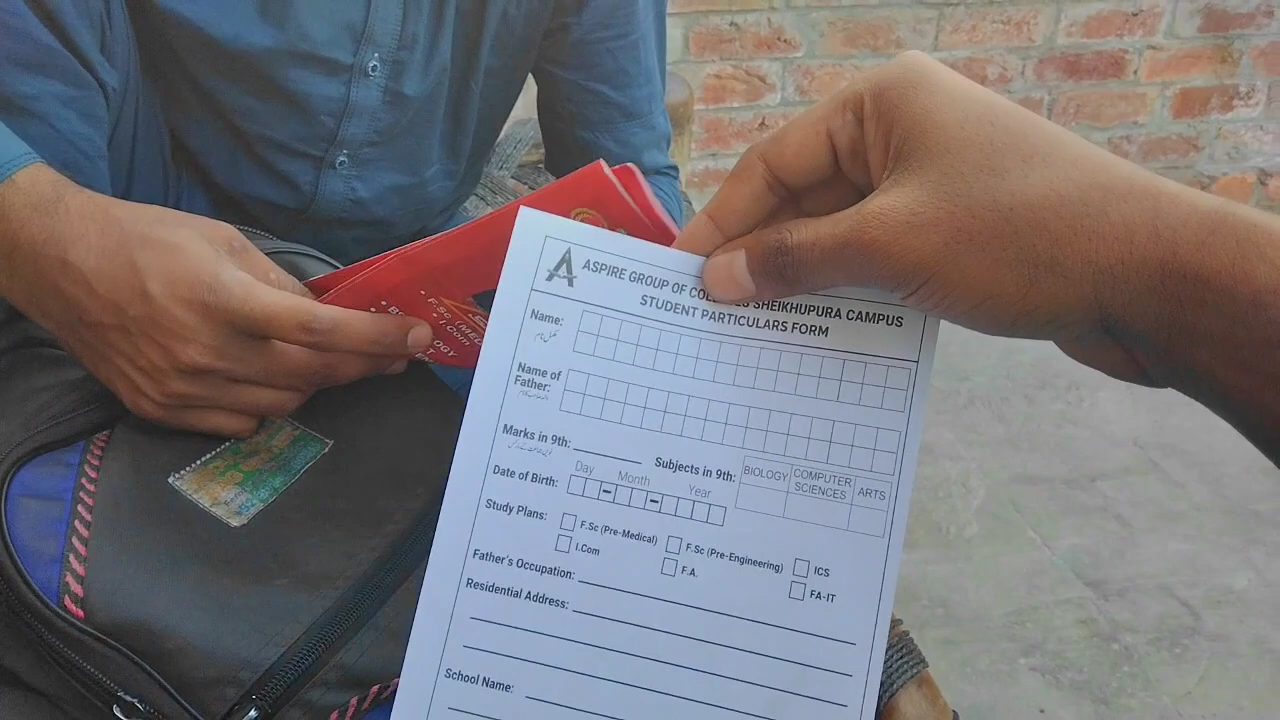 ASPIRE GROUP OF SHEIKHUPURA CAMPUS
STUDENT PARTICULARS FORM
Name:
Name of
Father:
Marks in 9th:
Subjects in 9th:
BIOLOGY
COMPUTER
SCIENCES
ARTS
Day Month Year
Date of Birth:
Study Plans:
F.Sc (Pre-Medical)
F.Sc (Pre-Engineering)
ICS
I.Com
F.A.
FA-IT
Father's Occupation:
Residential Address:
School Name:
• F.Sc
• I.Com